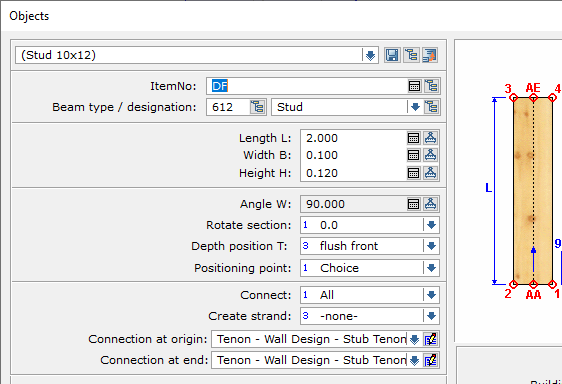 Objects
(Stud 10x12)
ItemNo: DF
Beam type / designation: 612 Stud
Length L: 2.000
Width B: 0.100
Height H: 0.120
Angle W: 90.000
Rotate section: 1 0.0
Depth position T: 3 flush front
Positioning point: 1 Choice
Connect: 1 All
Create strand: 3 -none-
Connection at origin: Tenon - Wall Design - Stub Tenon
Connection at end: Tenon - Wall Design - Stub Tenon
3 AE 4
L
9
2 AA 1